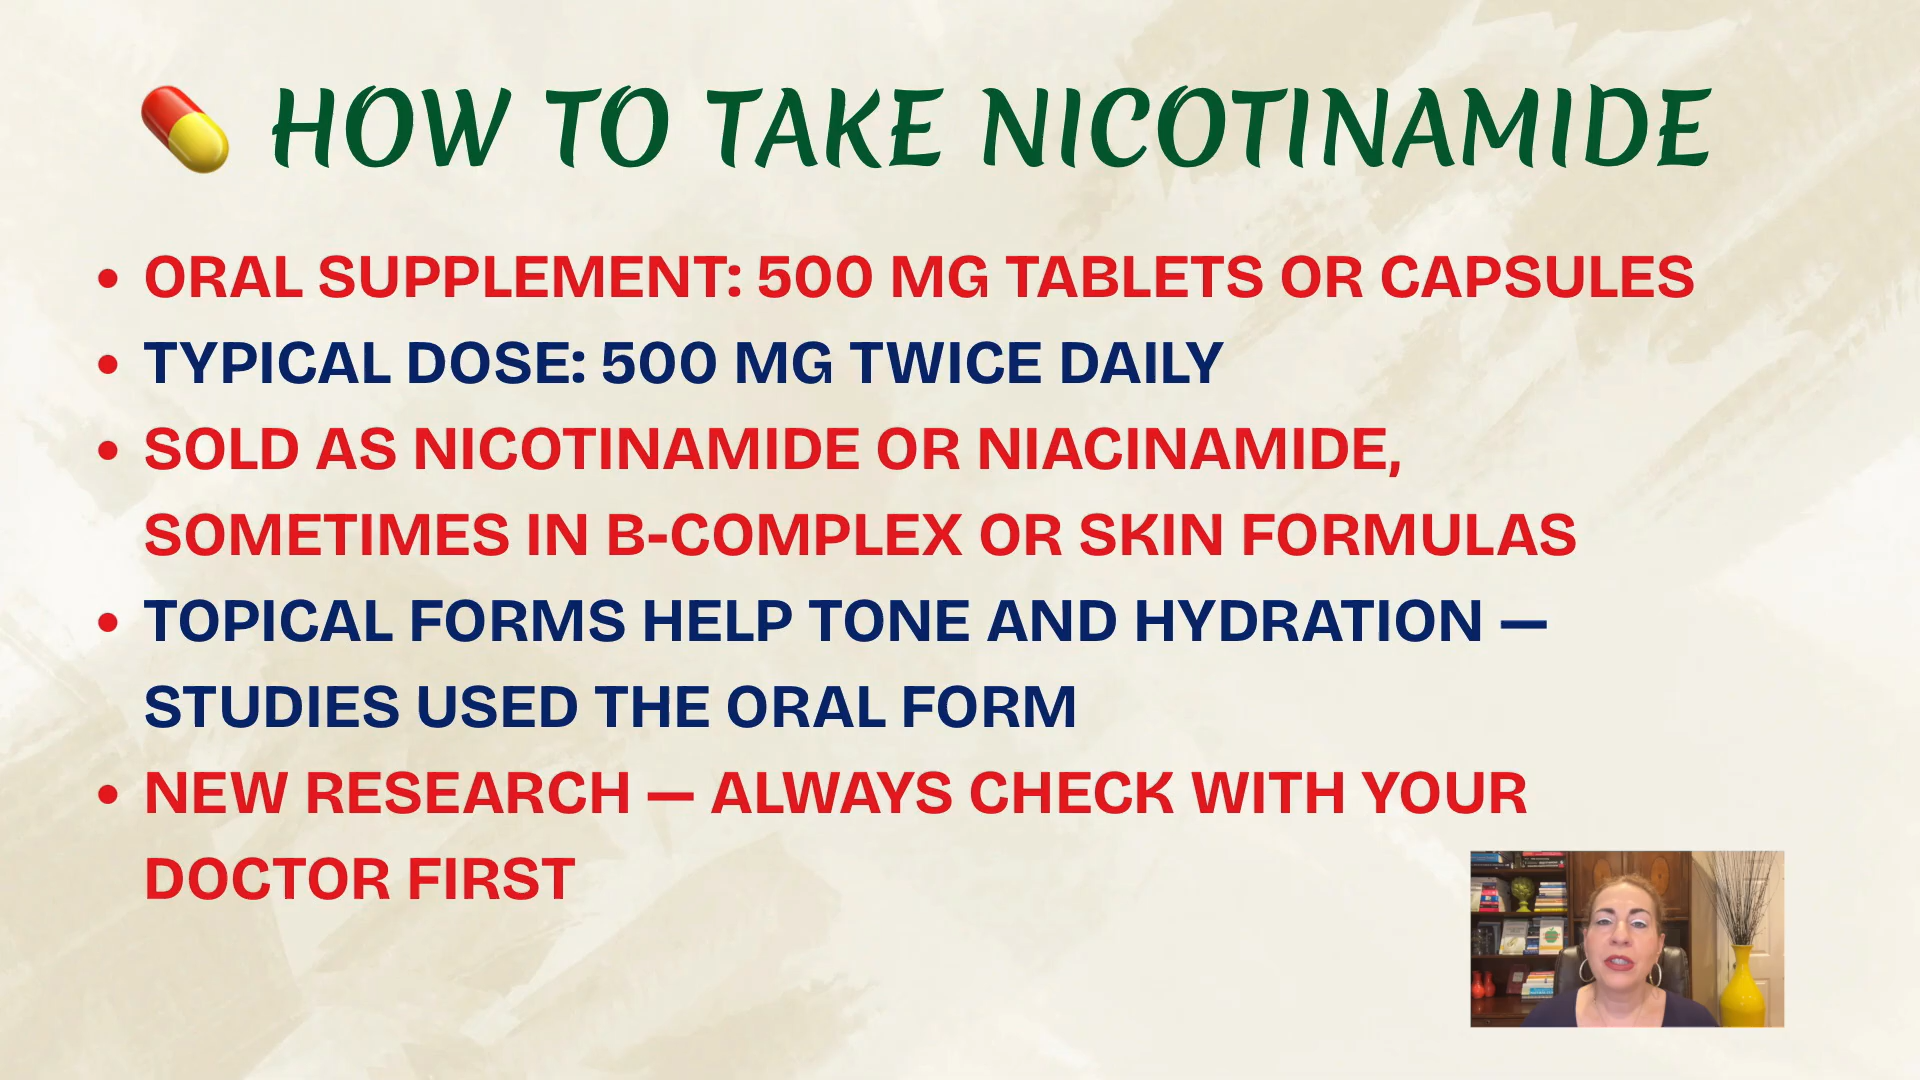 HOW TO TAKE NICOTINAMIDE
• ORAL SUPPLEMENT: 500 MG TABLETS OR CAPSULES
• TYPICAL DOSE: 500 MG TWICE DAILY
• SOLD AS NICOTINAMIDE OR NIACINAMIDE,
SOMETIMES IN B-COMPLEX OR SKIN FORMULAS
• TOPICAL FORMS HELP TONE AND HYDRATION —
STUDIES USED THE ORAL FORM
• NEW RESEARCH — ALWAYS CHECK WITH YOUR
DOCTOR FIRST